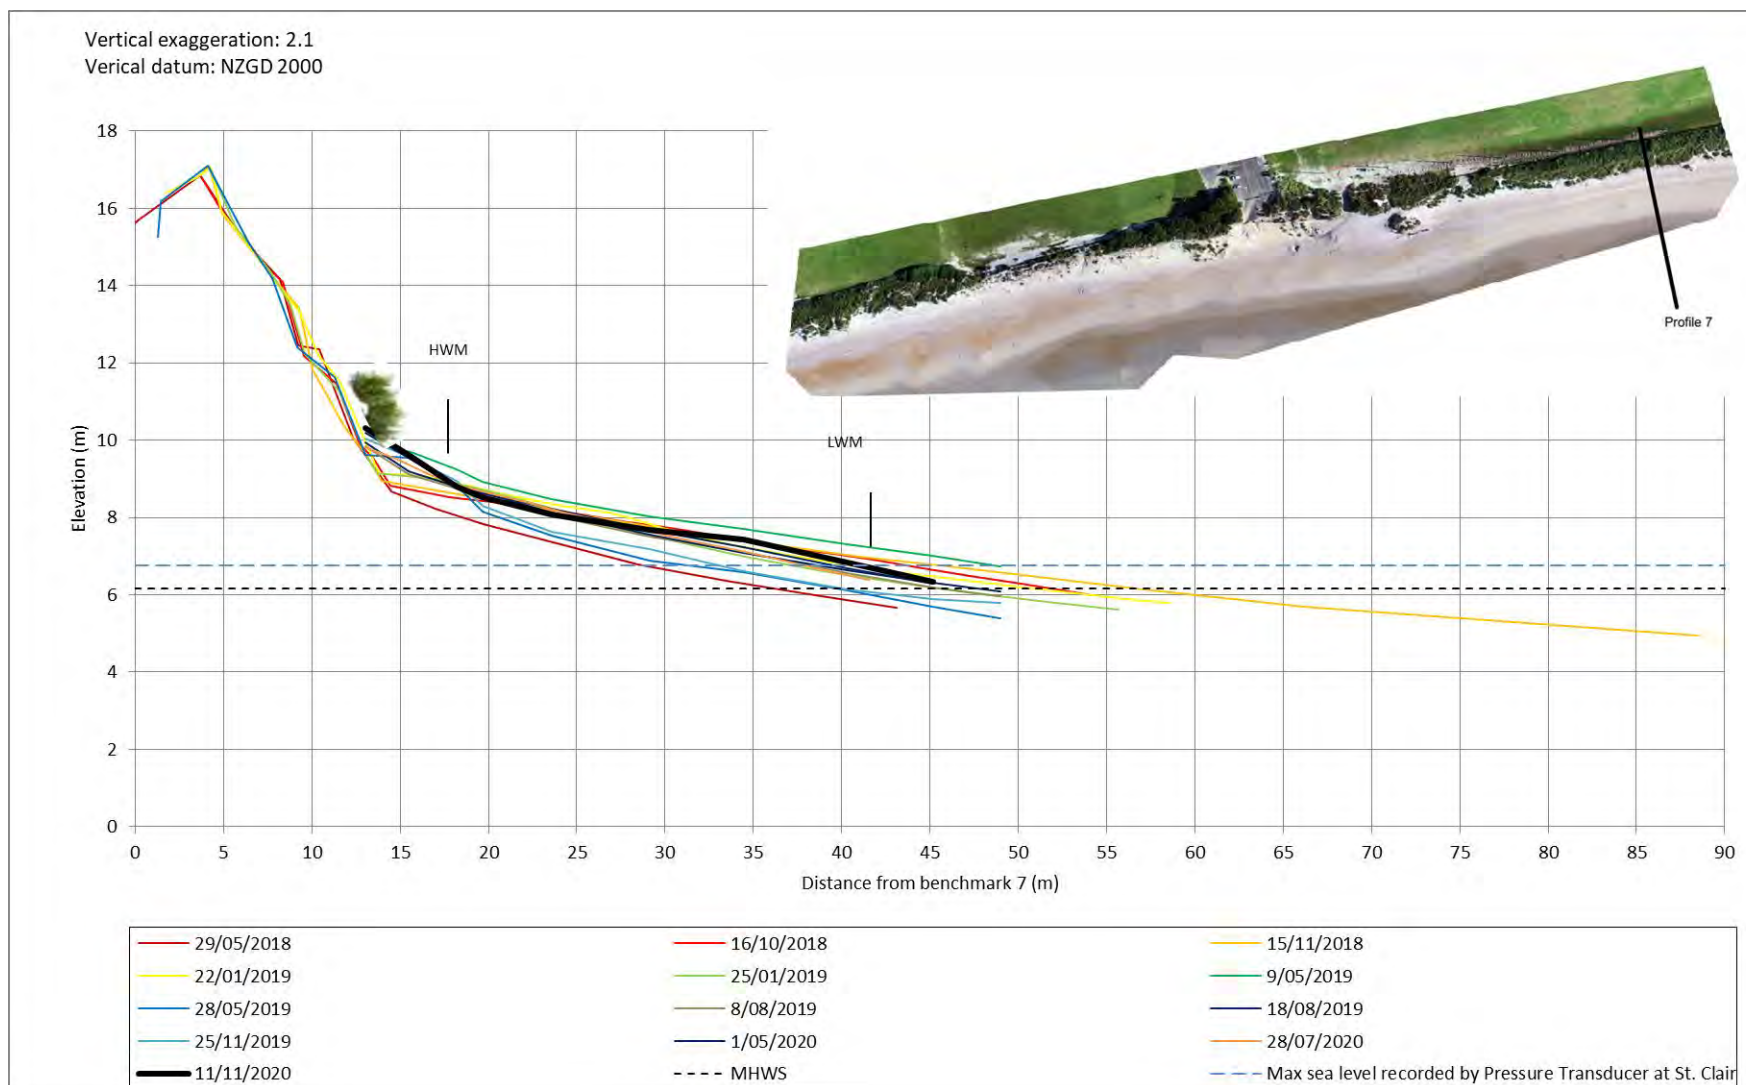 Vertical exaggeration: 2.1
Verical datum: NZGD 2000
18
16
14
12
10
8
6
4
2
0
Elevation (m)
HWM
LWM
Profile 7
0 5 10 15 20 25 30 35 40 45 50 55 60 65 70 75 80 85 90
Distance from benchmark 7 (m)
29/05/2018 16/10/2018 15/11/2018
22/01/2019 25/01/2019 9/05/2019
28/05/2019 8/08/2019 18/08/2019
25/11/2019 1/05/2020 28/07/2020
11/11/2020 MHWS Max sea level recorded by Pressure Transducer at St. Clair